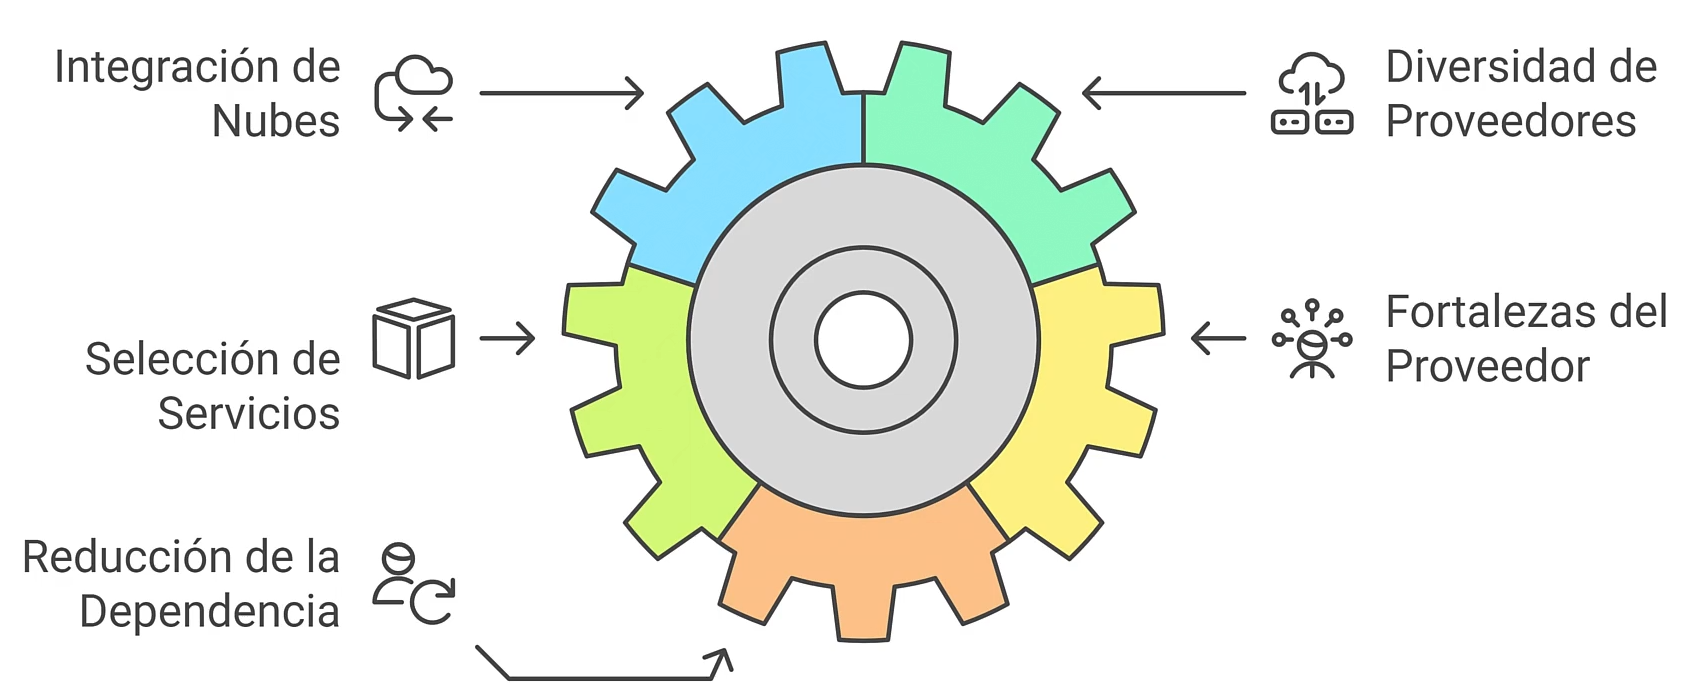 Integración de
Nubes
Diversidad de
Proveedores
Selección de
Servicios
Fortalezas del
Proveedor
Reducción de la
Dependencia